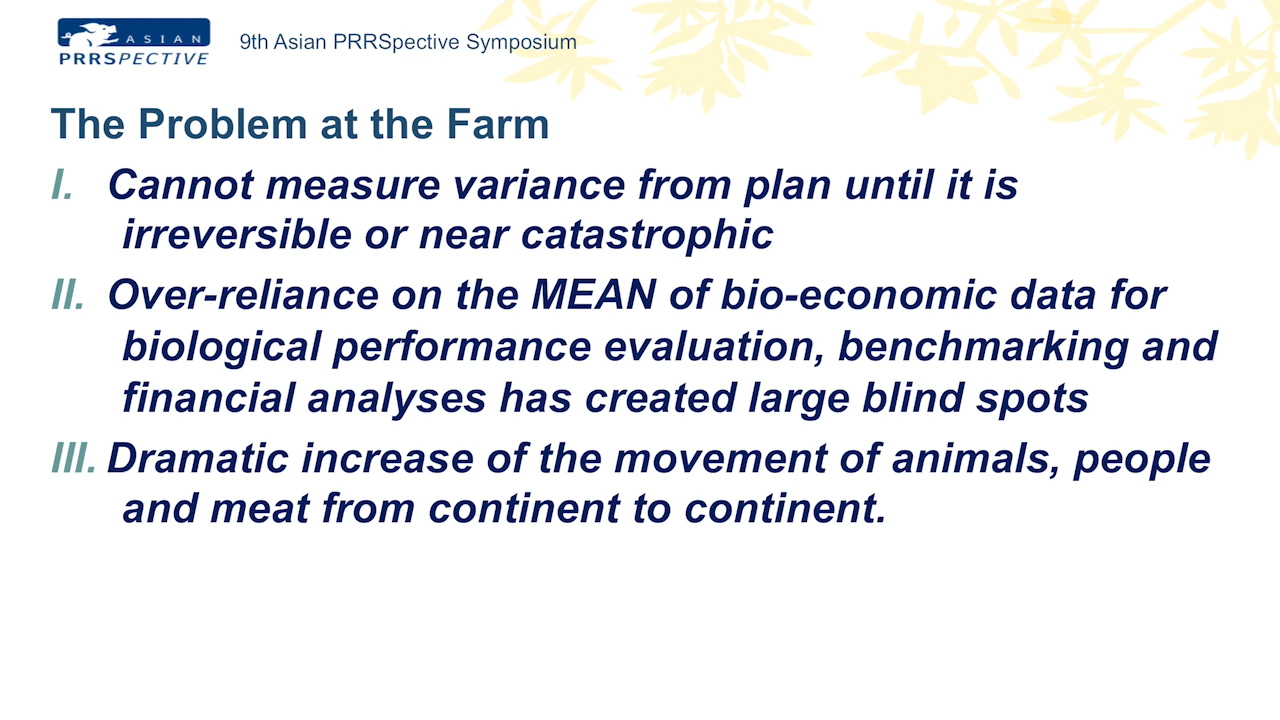 ASIAN
PRRSPECTIVE
9th Asian PRRSpective Symposium
The Problem at the Farm
I. Cannot measure variance from plan until it is
irreversible or near catastrophic
II. Over-reliance on the MEAN of bio-economic data for
biological performance evaluation, benchmarking and
financial analyses has created large blind spots
III. Dramatic increase of the movement of animals, people
and meat from continent to continent.